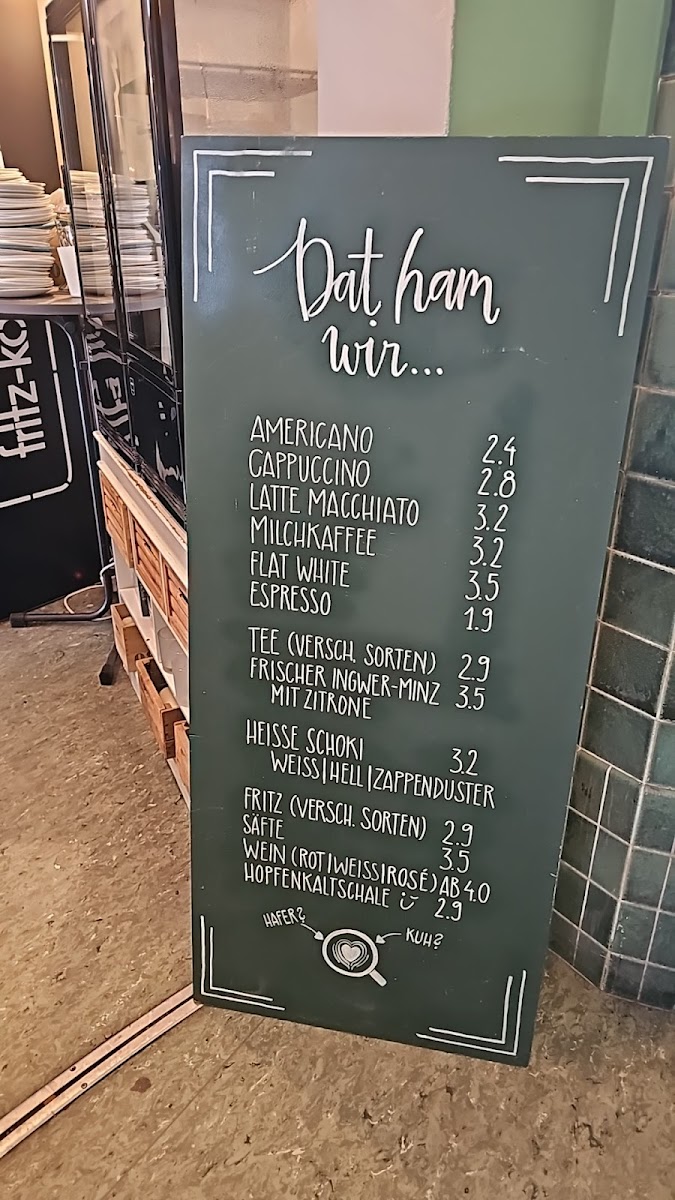 Dat ham
wir...
AMERICANO 2.4
CAPPUCCINO 2.8
LATTE MACCHIATO 3.2
MILCHKAFFEE 3.2
FLAT WHITE 3.5
ESPRESSO 1.9
TEE (VERSCH. SORTEN) 2.9
FRISCHER INGWER-MINZ 3.5
MIT ZITRONE
HEISSE SCHOKI 3.2
WEISS|HELL|ZAPPENDUSTER
FRITZ (VERSCH. SORTEN) 2.9
SÄFTE 3.5
WEIN (ROT|WEISS|ROSÉ) AB 4.0
HOPFENKALTSCHALE 2.9
HAFER? KUH?
fritz-ko